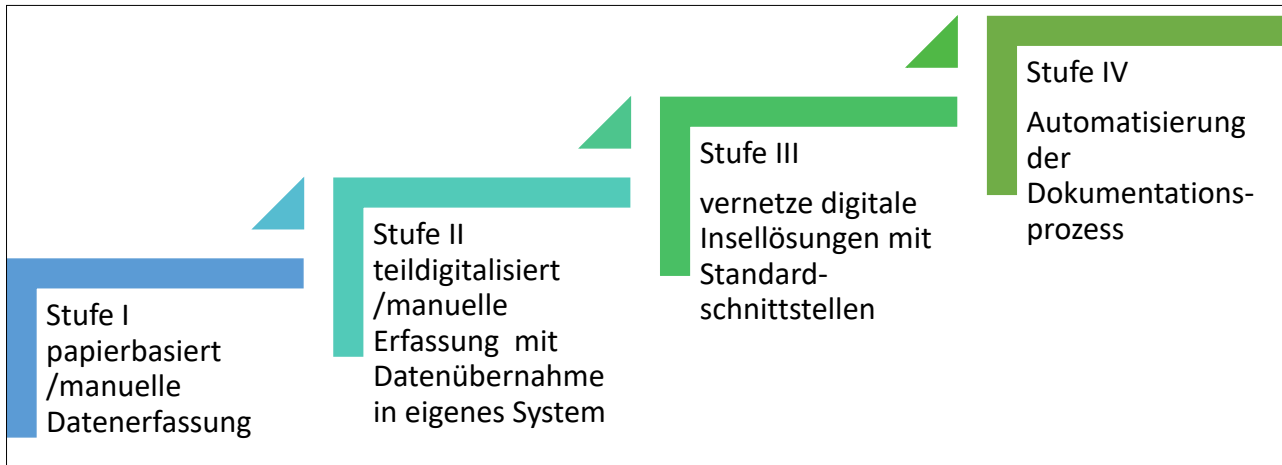 Stufe I
papierbasiert
/manuelle
Datenerfassung
Stufe II
teildigitalisiert
/manuelle
Erfassung mit
Datenübernahme
in eigenes System
Stufe III
vernetze digitale
Insellösungen mit
Standard-
schnittstellen
Stufe IV
Automatisierung
der
Dokumentations-
prozess